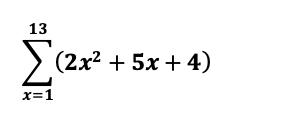 13
∑(2x² + 5x + 4)
x=1